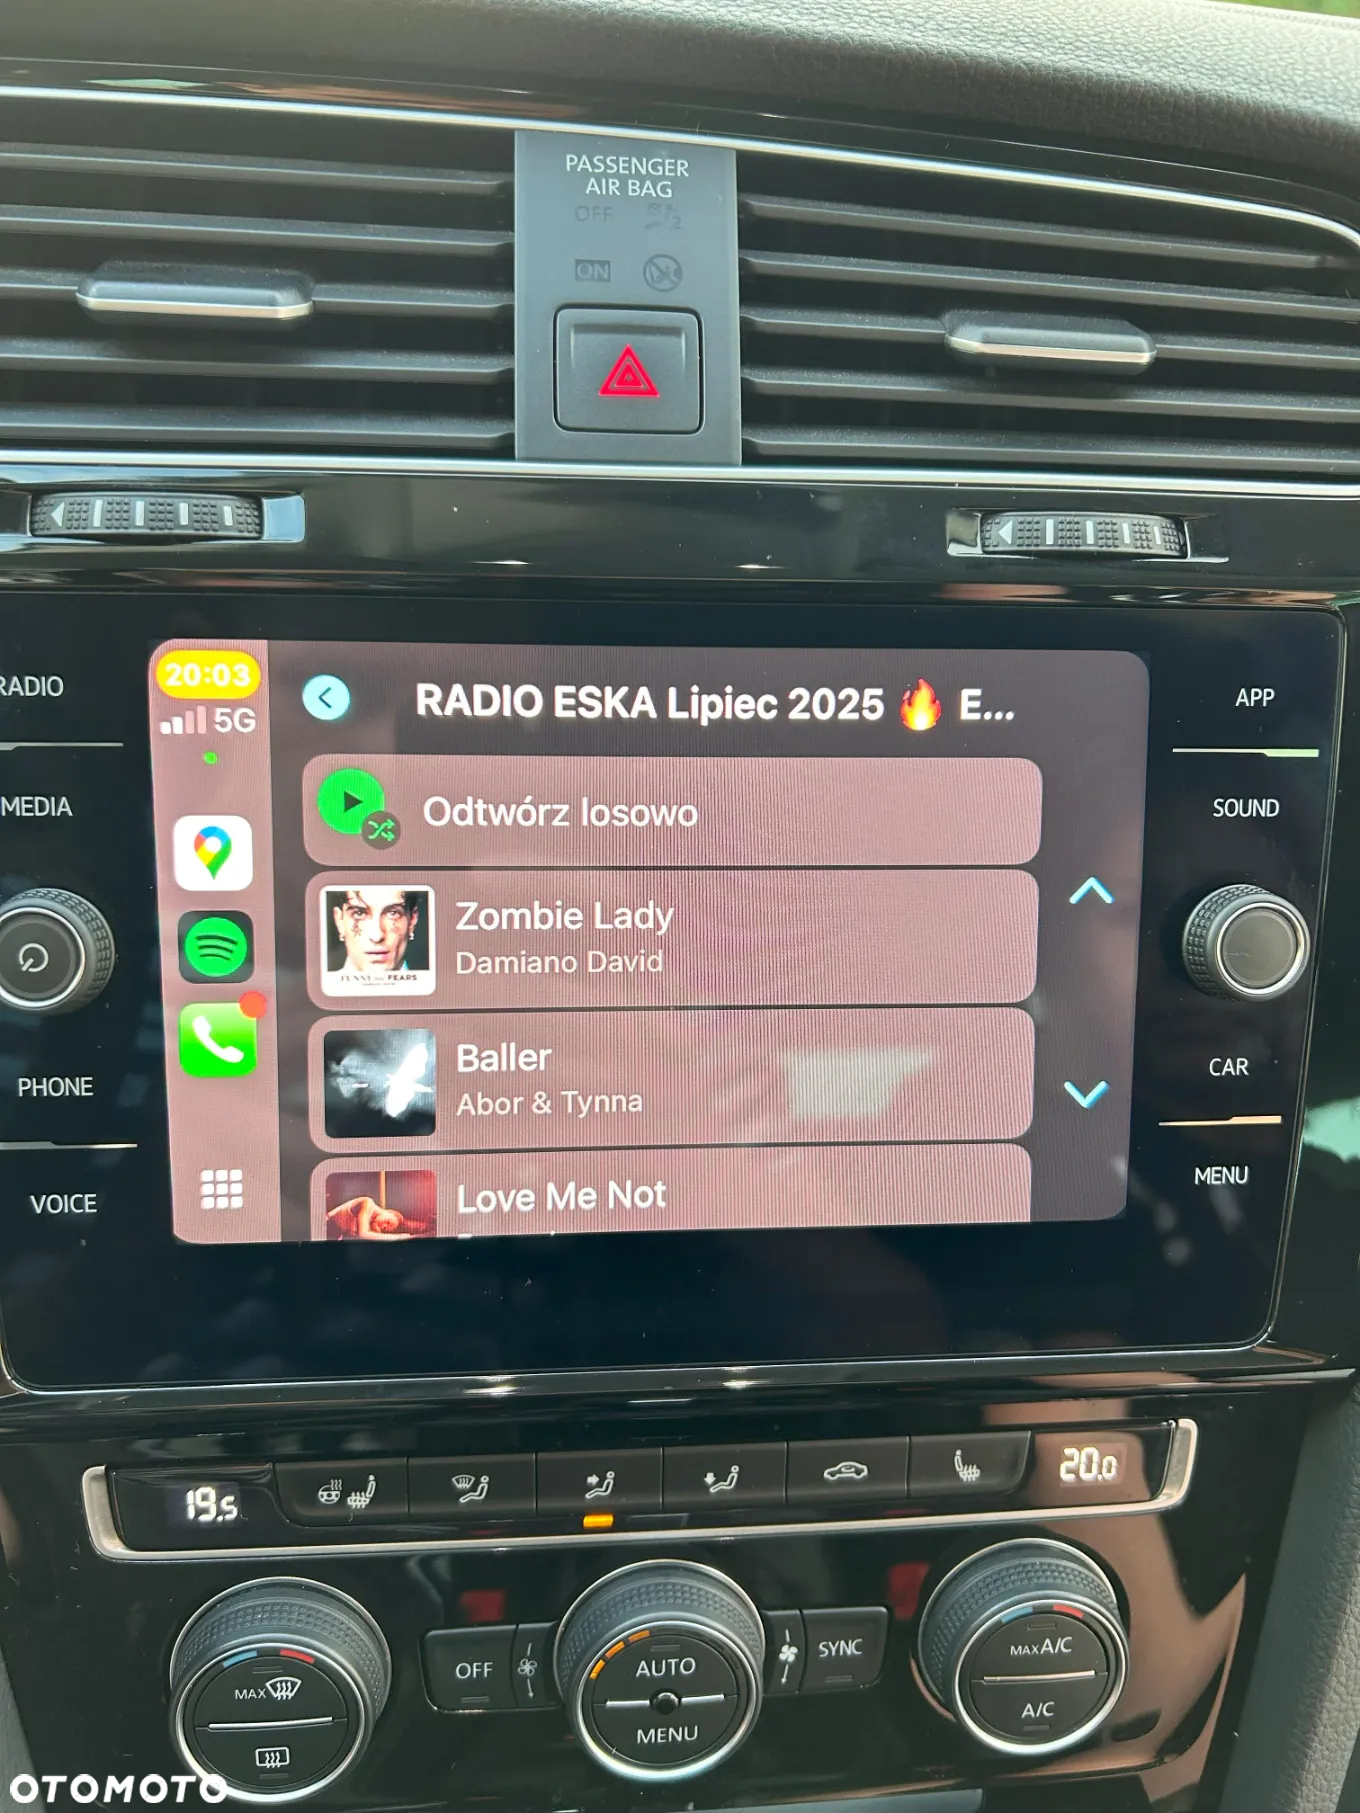 PASSENGER
AIR BAG
OFF
ON
RADIO
MEDIA
PHONE
VOICE
20:03
5G
RADIO ESKA Lipiec 2025 🔥 E...
Odtwórz losowo
Zombie Lady
Damiano David
Baller
Abor & Tynna
Love Me Not
APP
SOUND
CAR
MENU
19.5
20.0
MAX
OFF
AUTO
MENU
SYNC
MAX A/C
A/C
OTOMOTO